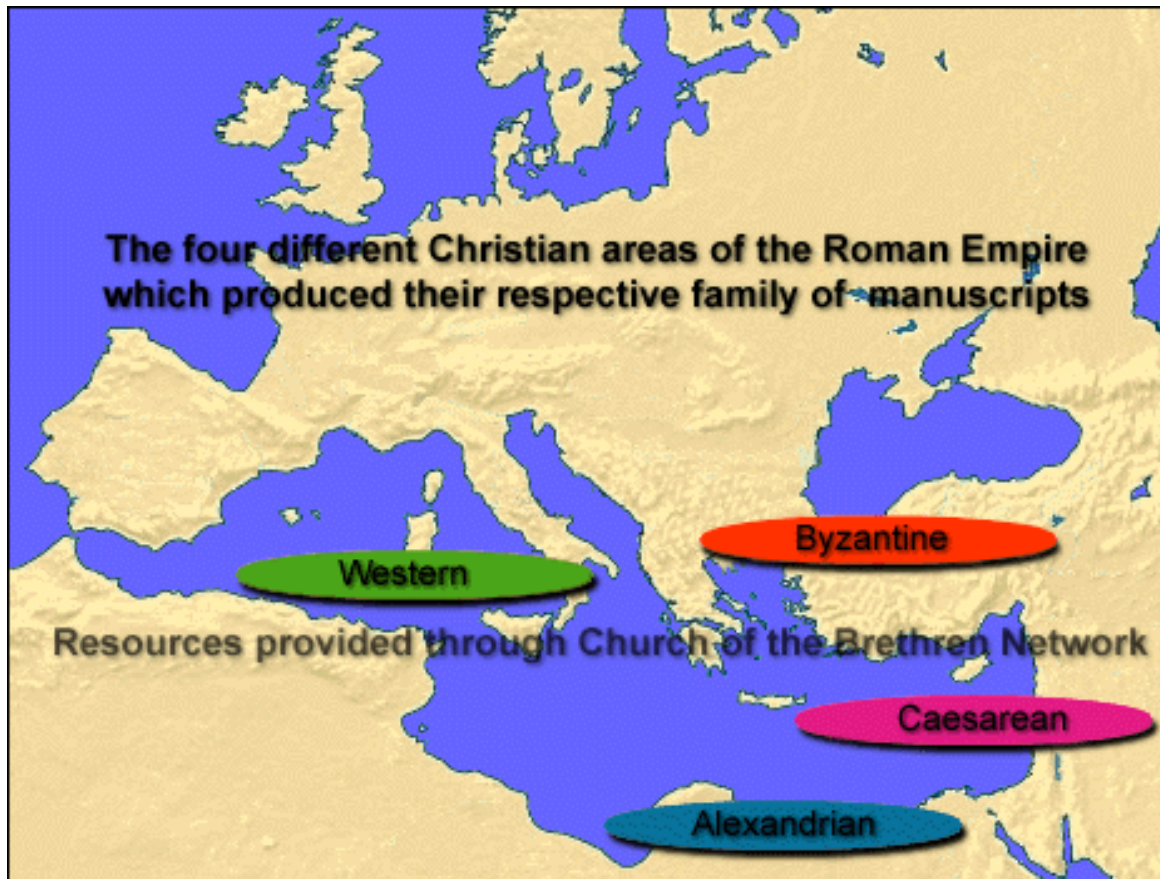 The four different Christian areas of the Roman Empire
which produced their respective family of manuscripts
Byzantine
Western
Resources provided through Church of the Brethren Network
Caesarean
Alexandrian